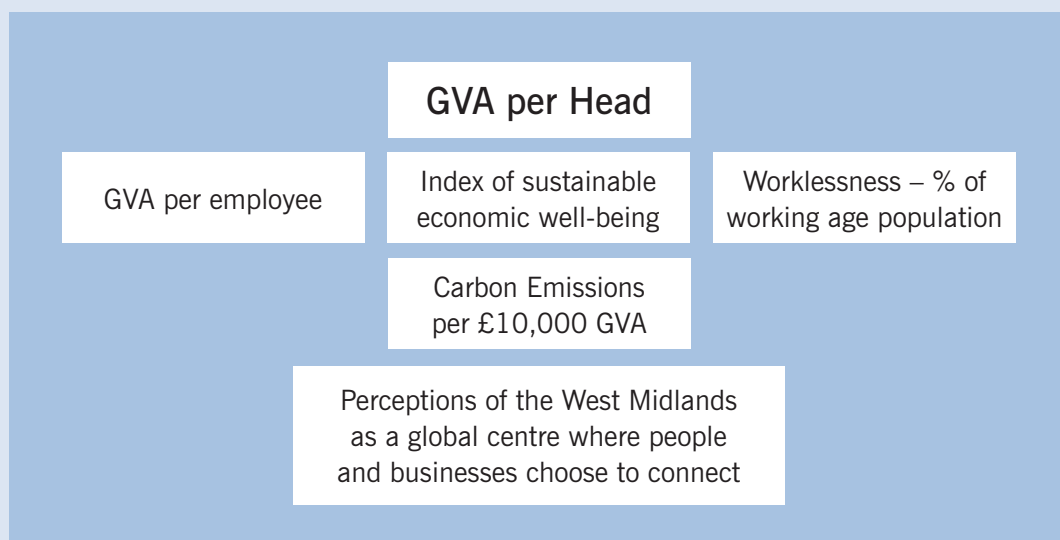 GVA per Head
GVA per employee
Index of sustainable
economic well-being
Worklessness – % of
working age population
Carbon Emissions
per £10,000 GVA
Perceptions of the West Midlands
as a global centre where people
and businesses choose to connect